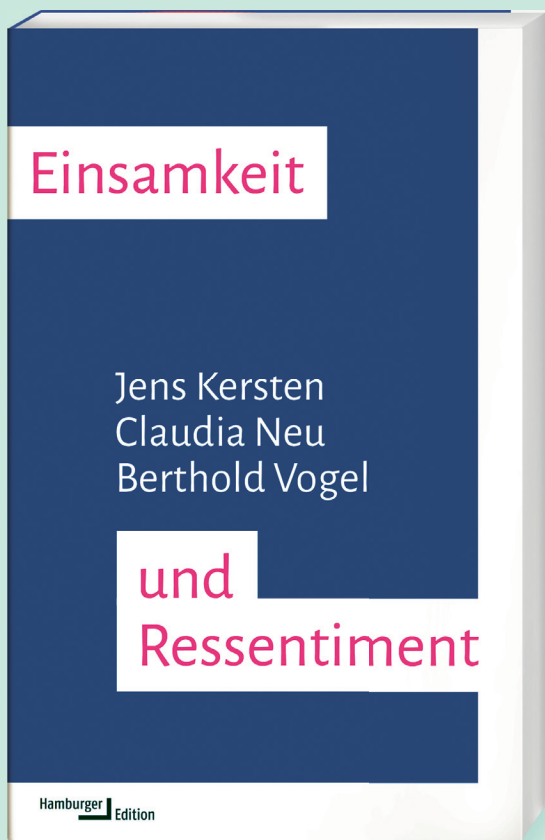 Einsamkeit
Jens Kersten
Claudia Neu
Berthold Vogel
und
Ressentiment
Hamburger Edition